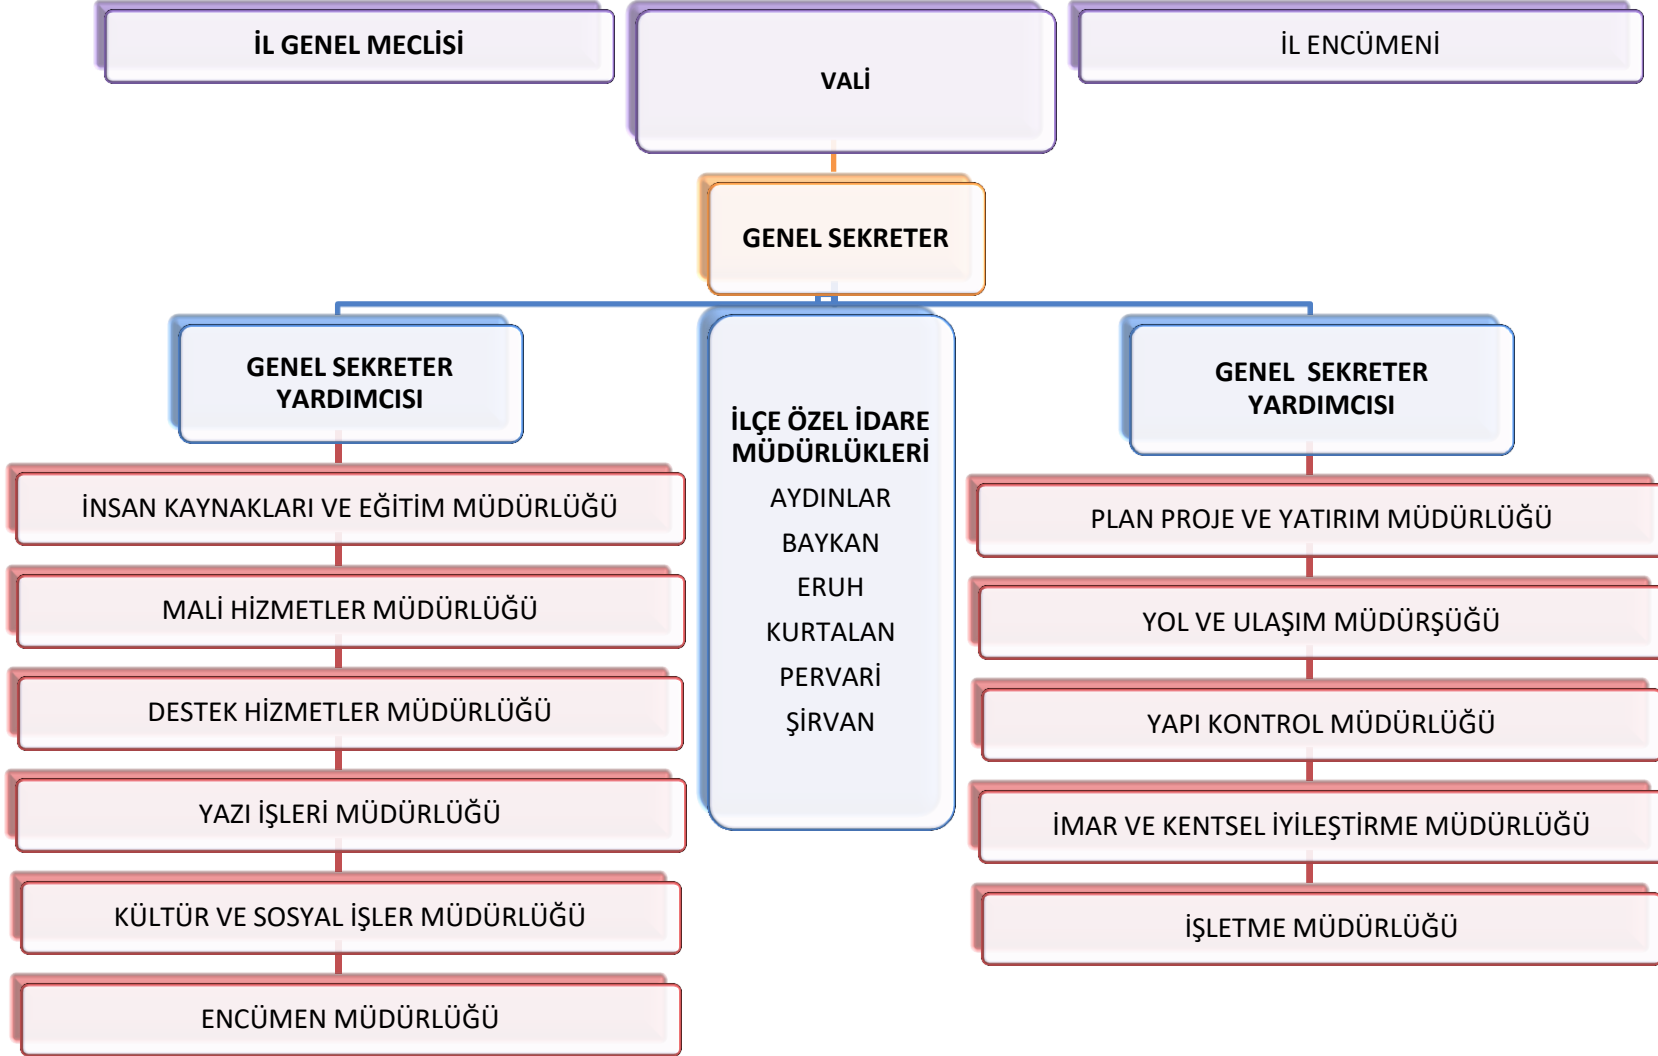 İL GENEL MECLİSİ
VALİ
İL ENCÜMENİ
GENEL SEKRETER
GENEL SEKRETER
YARDIMCISI
İNSAN KAYNAKLARI VE EĞİTİM MÜDÜRLÜĞÜ
MALİ HİZMETLER MÜDÜRLÜĞÜ
DESTEK HİZMETLER MÜDÜRLÜĞÜ
YAZI İŞLERİ MÜDÜRLÜĞÜ
KÜLTÜR VE SOSYAL İŞLER MÜDÜRLÜĞÜ
ENCÜMEN MÜDÜRLÜĞÜ
İLÇE ÖZEL İDARE
MÜDÜRLÜKLERİ
AYDINLAR
BAYKAN
ERUH
KURTALAN
PERVARİ
ŞİRVAN
GENEL  SEKRETER
YARDIMCISI
PLAN PROJE VE YATIRIM MÜDÜRLÜĞÜ
YOL VE ULAŞIM MÜDÜRŞÜĞÜ
YAPI KONTROL MÜDÜRLÜĞÜ
İMAR VE KENTSEL İYİLEŞTİRME MÜDÜRLÜĞÜ
İŞLETME MÜDÜRLÜĞÜ